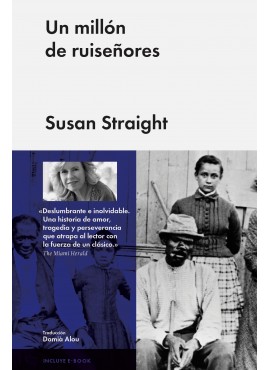 Un millón
de ruiseñores
Susan Straight
«Deslumbrante e inolvidable.
Una historia de amor,
tragedia y perseverancia
que atrapa al lector con
la fuerza de un clásico.»
The Miami Herald
Traducción
Damià Alou
INCLUYE E-BOOK